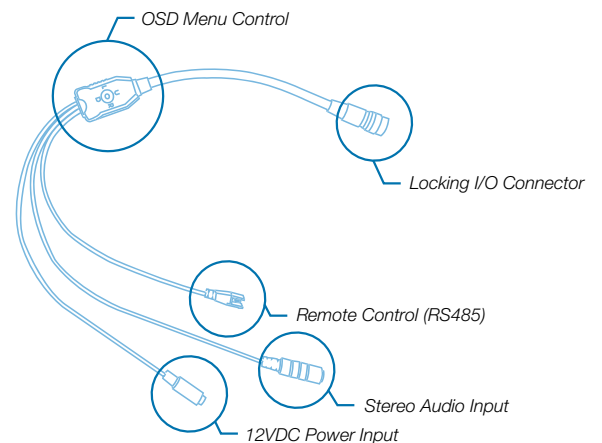 OSD Menu Control
Locking I/O Connector
Remote Control (RS485)
Stereo Audio Input
12VDC Power Input